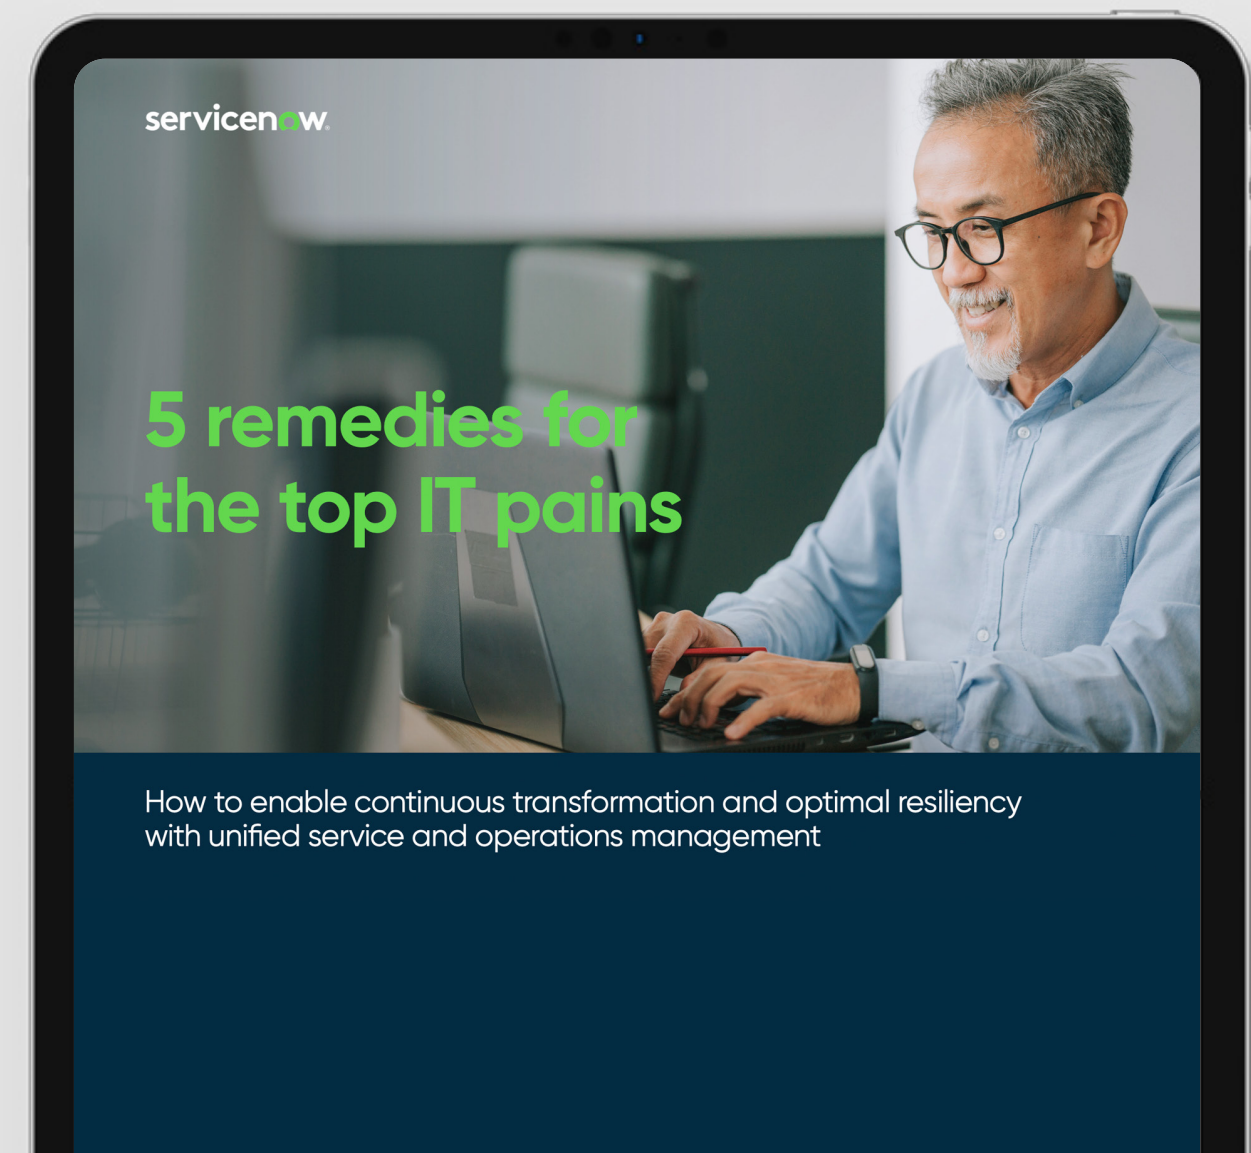 servicenow.
5 remedies for
the top IT pains
How to enable continuous transformation and optimal resiliency
with unified service and operations management